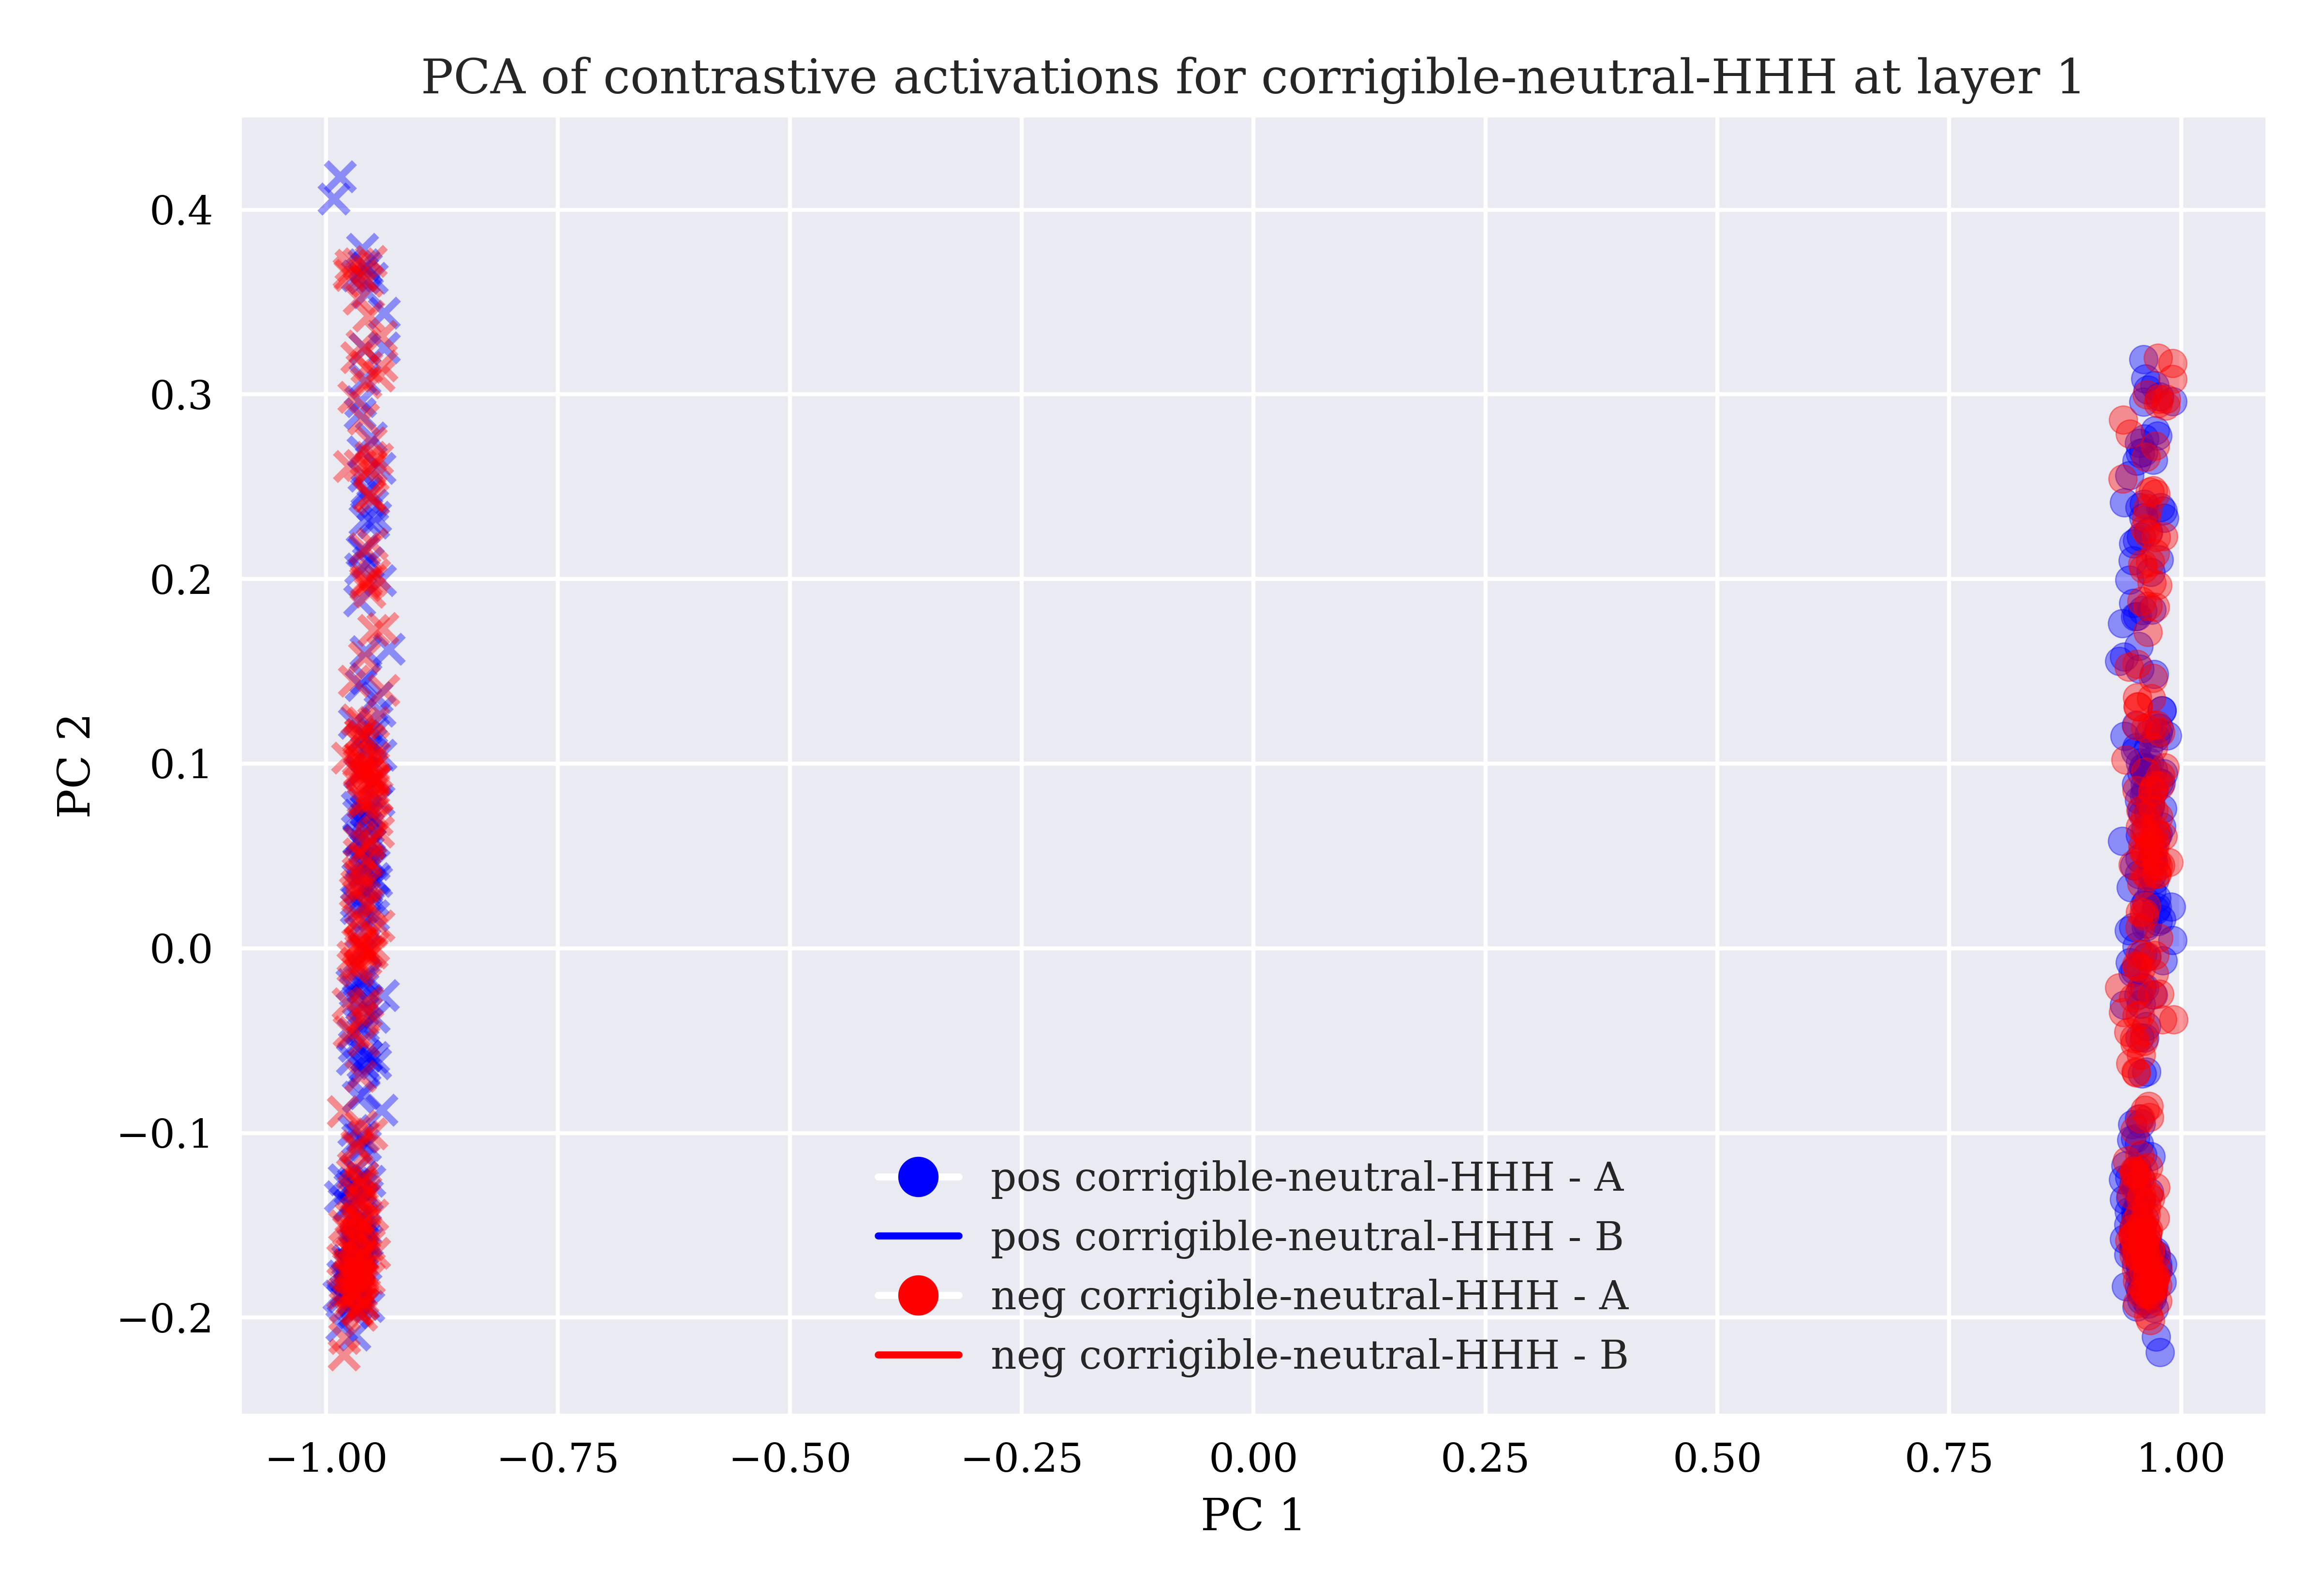 PCA of contrastive activations for corrigible-neutral-HHH at layer 1
0.4
0.3
0.2
0.1
0.0
−0.1
−0.2
PC 2
pos corrigible-neutral-HHH - A
pos corrigible-neutral-HHH - B
neg corrigible-neutral-HHH - A
neg corrigible-neutral-HHH - B
−1.00 −0.75 −0.50 −0.25 0.00 0.25 0.50 0.75 1.00
PC 1